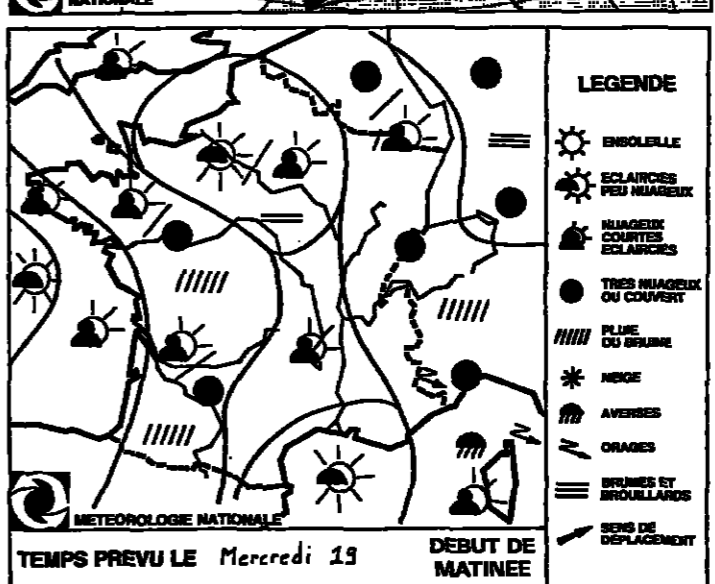 NATIONALE
LEGENDE
ENSOLEILLE
ECLAIRCIES
PEU NUAGEUX
NUAGEUX
COURTES
ECLAIRCIES
TRES NUAGEUX
OU COUVERT
PLUIE
OU BRUINE
NEIGE
AVERSES
ORAGES
BRUMES ET
BROUILLARDS
SENS DE
DEPLACEMENT
METEOROLOGIE NATIONALE
TEMPS PREVU LE Mercredi 19
DEBUT DE
MATINEE